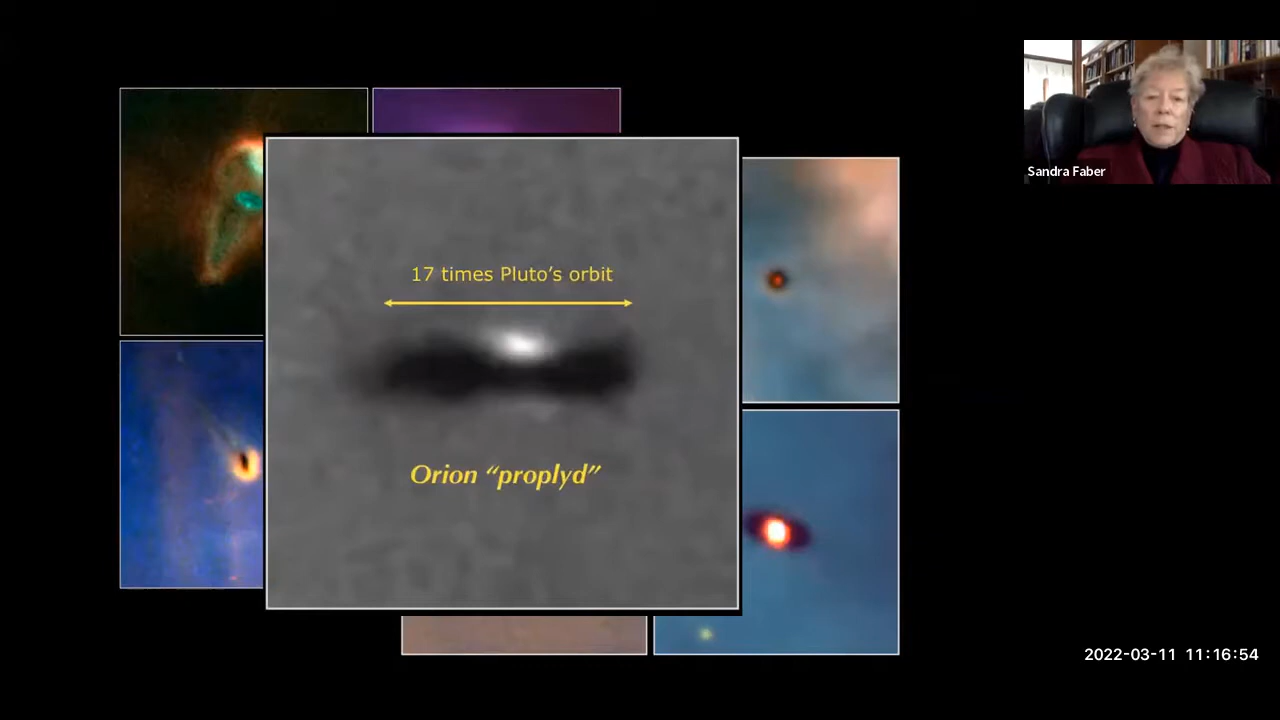 Sandra Faber
17 times Pluto’s orbit
Orion “proplyd”
2022-03-11 11:16:54